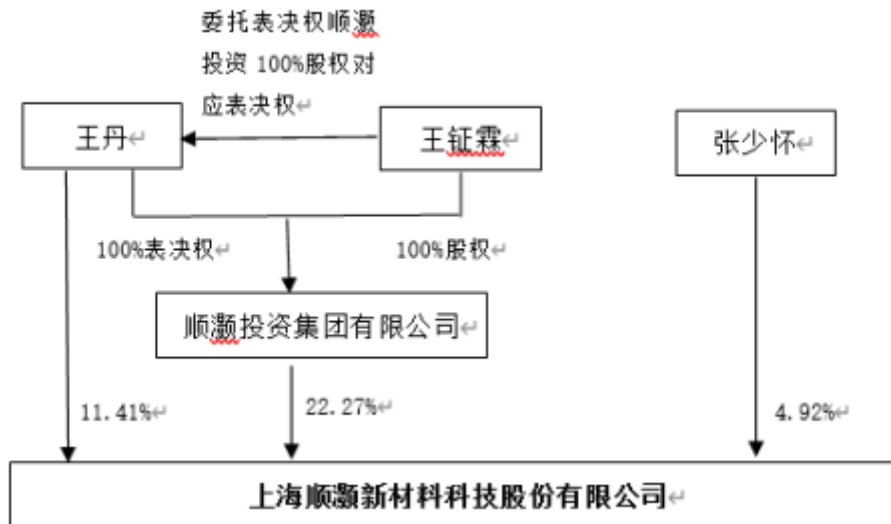 委托表决权顺灏
投资 100%股权对
应表决权↵
王丹↵
王钲霖↵
张少怀↵
100%表决权↵
100%股权↵
顺灏投资集团有限公司↵
11.41%↵
22.27%↵
4.92%↵
上海顺灏新材料科技股份有限公司↵